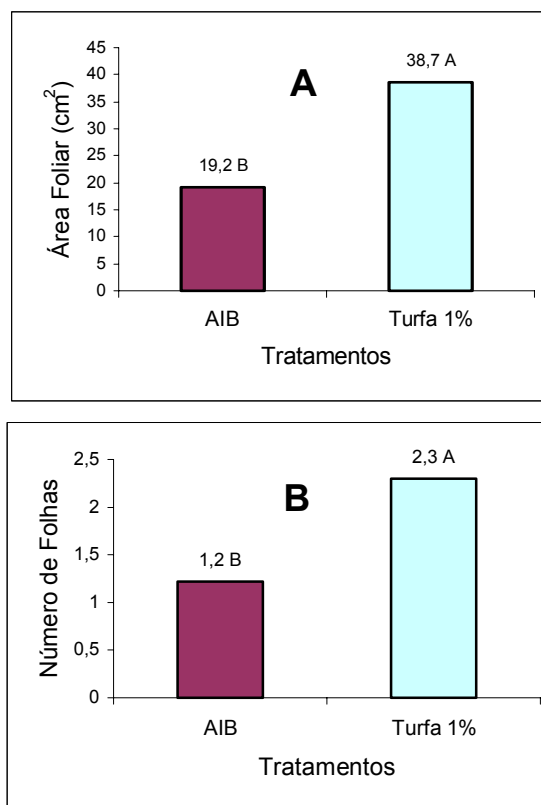 45
40
35
30
25
20
15
10
5
0
Área Foliar (cm²)
A
19,2 B
38,7 A
AIB
Turfa 1%
Tratamentos
2,5
2
1,5
1
0,5
0
Número de Folhas
B
1,2 B
2,3 A
AIB
Turfa 1%
Tratamentos